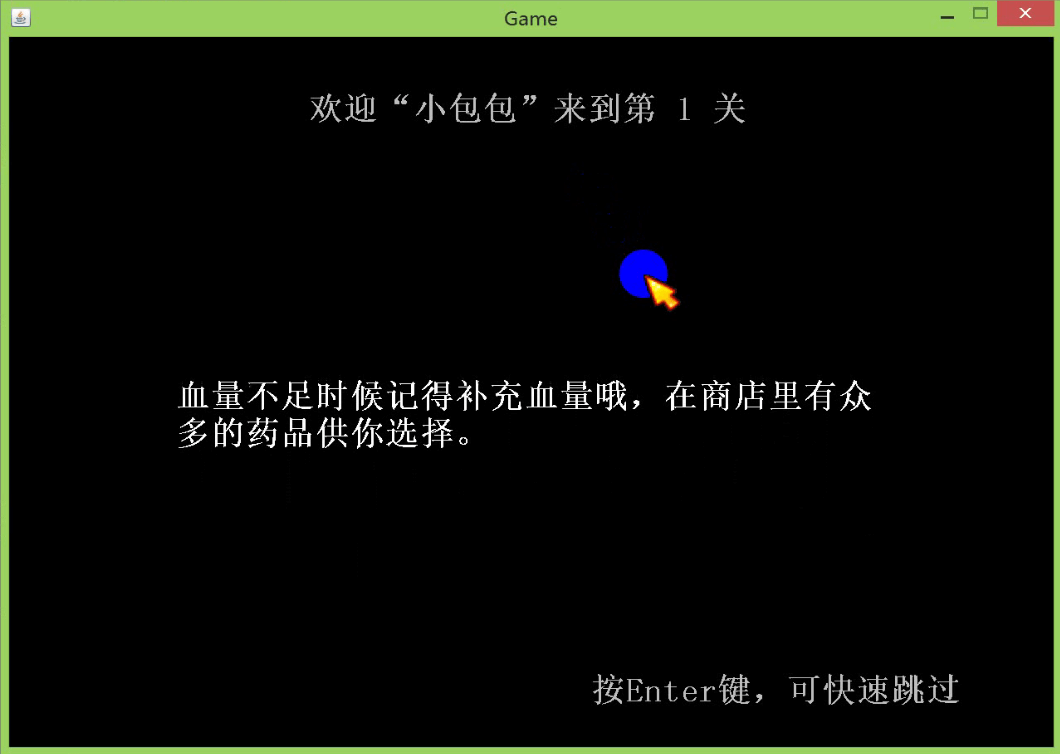 Game
欢迎“小包包”来到第 1 关
血量不足时候记得补充血量哦，在商店里有众
多的药品供你选择。
按Enter键，可快速跳过